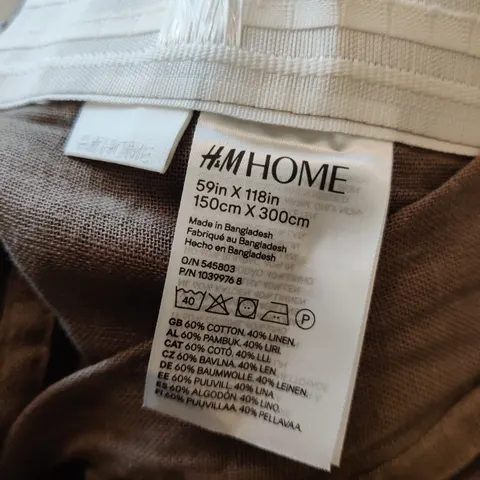 H&M HOME
H&M HOME
59in X 118in
150cm X 300cm
Made in Bangladesh
Fabriqué au Bangladesh
Hecho en Bangladesh
O/N 545803
P/N 1039976 8
40 P
GB 60% COTTON. 40% LINEN.
AL 60% PAMBUK. 40% LIRI.
CAT 60% COTÓ. 40% LLI.
CZ 60% BAVLNA. 40% LEN.
DE 60% BAUMWOLLE. 40% LEINEN.
EE 60% PUUVILL. 40% LINA
ES 60% ALGODÓN. 40% LINO.
FI 60% PUUVILLAA. 40% PELLAVAA.